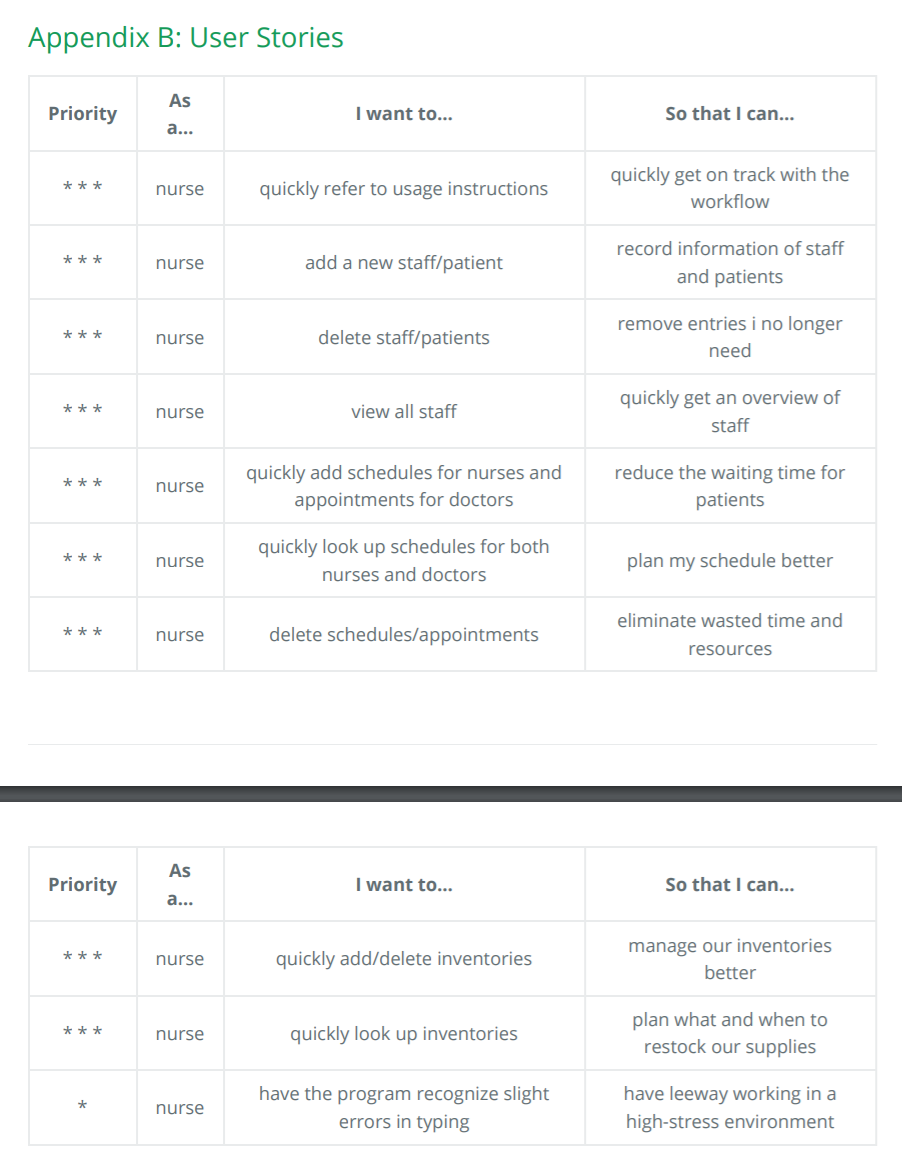 Appendix B: User Stories
Priority
As
a...
I want to...
So that I can...
* * *
nurse
quickly refer to usage instructions
quickly get on track with the
workflow
* * *
nurse
add a new staff/patient
record information of staff
and patients
* * *
nurse
delete staff/patients
remove entries i no longer
need
* * *
nurse
view all staff
quickly get an overview of
staff
* * *
nurse
quickly add schedules for nurses and
appointments for doctors
reduce the waiting time for
patients
* * *
nurse
quickly look up schedules for both
nurses and doctors
plan my schedule better
* * *
nurse
delete schedules/appointments
eliminate wasted time and
resources
Priority
As
a...
I want to...
So that I can...
* * *
nurse
quickly add/delete inventories
manage our inventories
better
* * *
nurse
quickly look up inventories
plan what and when to
restock our supplies
*
nurse
have the program recognize slight
errors in typing
have leeway working in a
high-stress environment